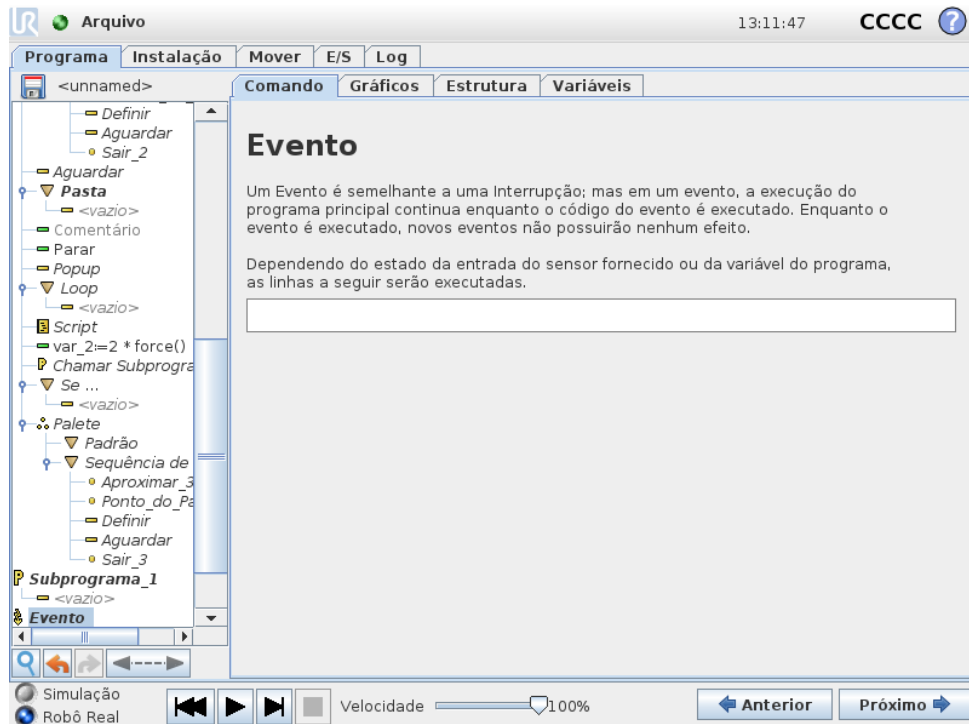 Arquivo
13:11:47
CCCC
?
Programa
Instalação
Mover
E/S
Log
<unnamed>
Comando
Gráficos
Estrutura
Variáveis
Definir
Aguardar
Sair_2
Aguardar
Pasta
<vazio>
Comentário
Parar
Popup
Loop
<vazio>
Script
var_2:=2 * force()
Chamar Subprogra
Se ...
<vazio>
Palete
Padrão
Sequência de
Aproximar_3
Ponto_do_Pa
Definir
Aguardar
Sair_3
Subprograma_1
<vazio>
Evento
Evento
Um Evento é semelhante a uma Interrupção; mas em um evento, a execução do
programa principal continua enquanto o código do evento é executado. Enquanto o
evento é executado, novos eventos não possuirão nenhum efeito.
Dependendo do estado da entrada do sensor fornecido ou da variável do programa,
as linhas a seguir serão executadas.
Simulação
Robô Real
Velocidade
100%
Anterior
Próximo